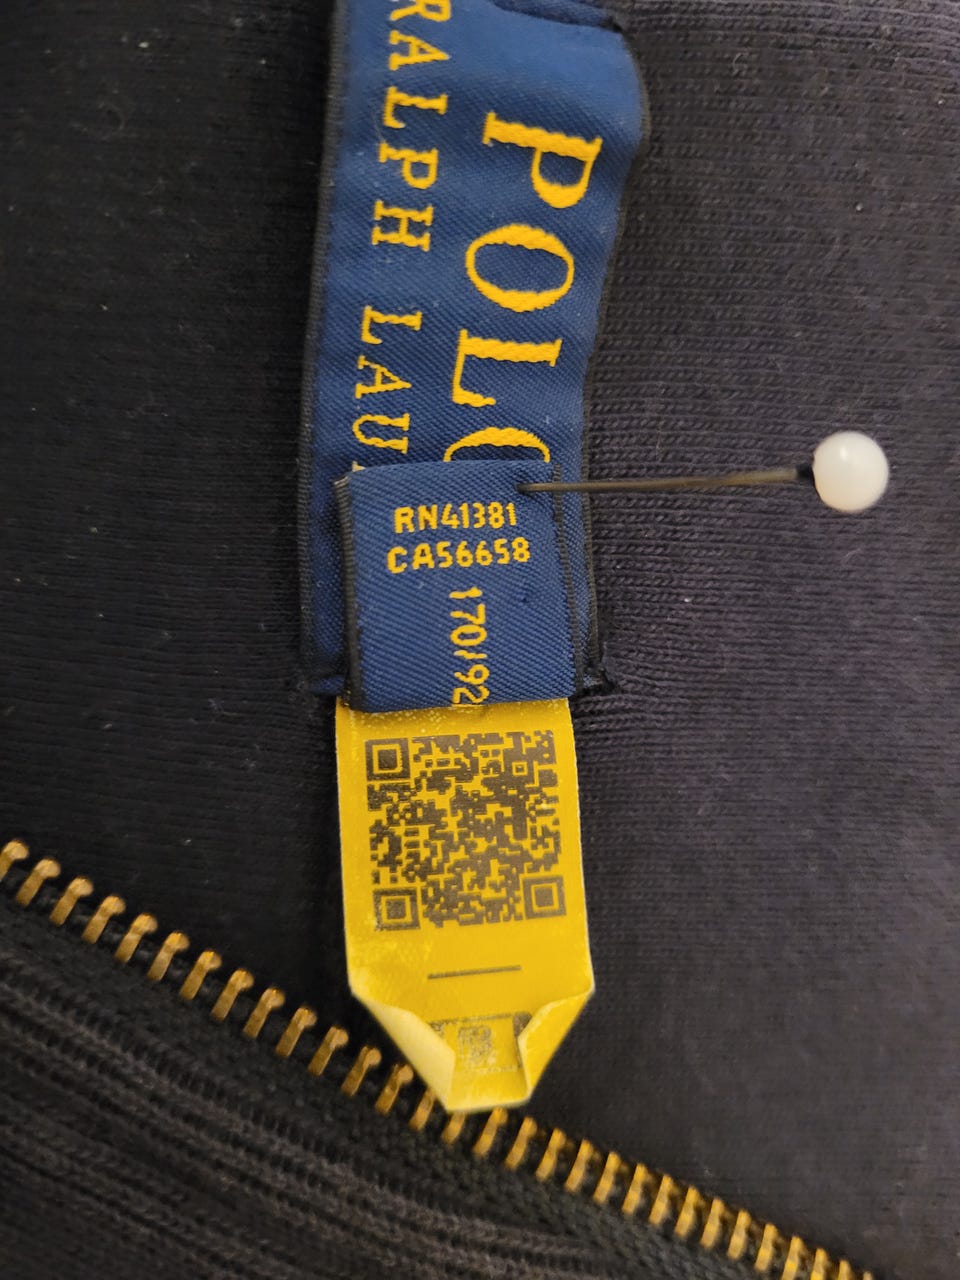 POLO
RALPH LAU
RN41381
CA56658
170/92